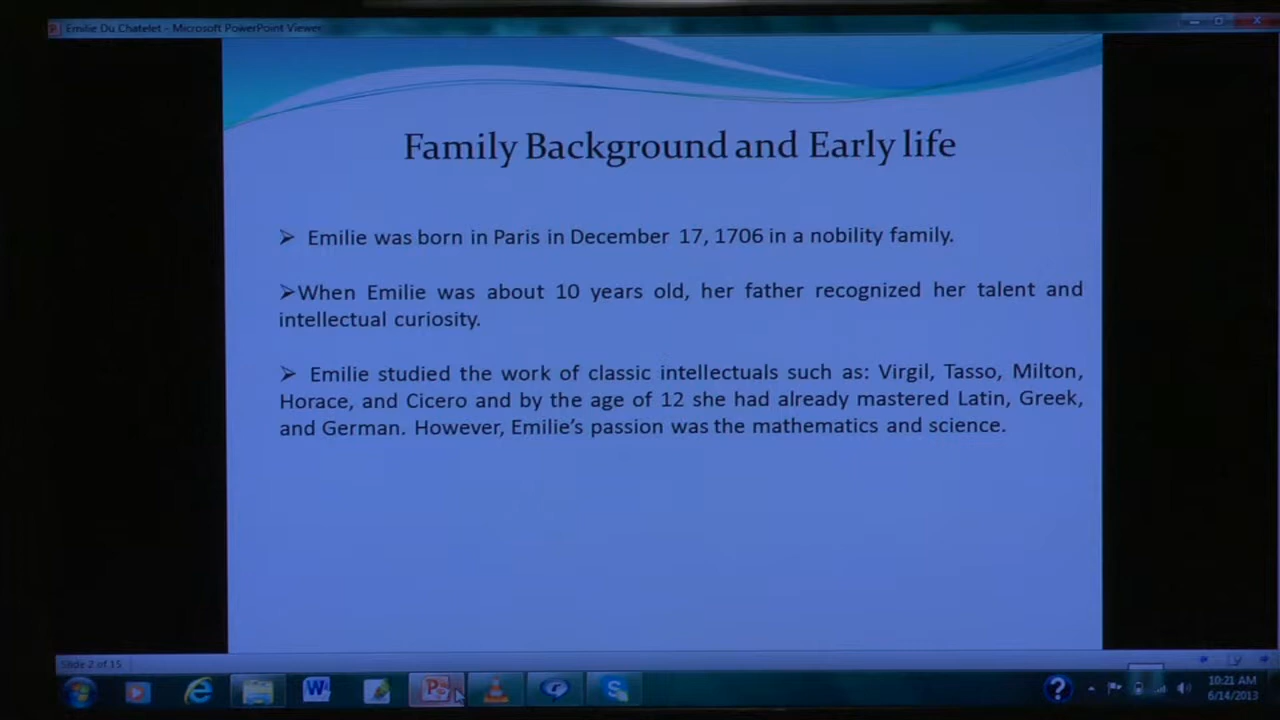 Emilie Du Chatelet - Microsoft PowerPoint Viewer
Family Background and Early life
➢ Emilie was born in Paris in December 17, 1706 in a nobility family.
➢When Emilie was about 10 years old, her father recognized her talent and
intellectual curiosity.
➢ Emilie studied the work of classic intellectuals such as: Virgil, Tasso, Milton,
Horace, and Cicero and by the age of 12 she had already mastered Latin, Greek,
and German. However, Emilie’s passion was the mathematics and science.
Slide 2 of 15
10:21 AM
6/14/2013